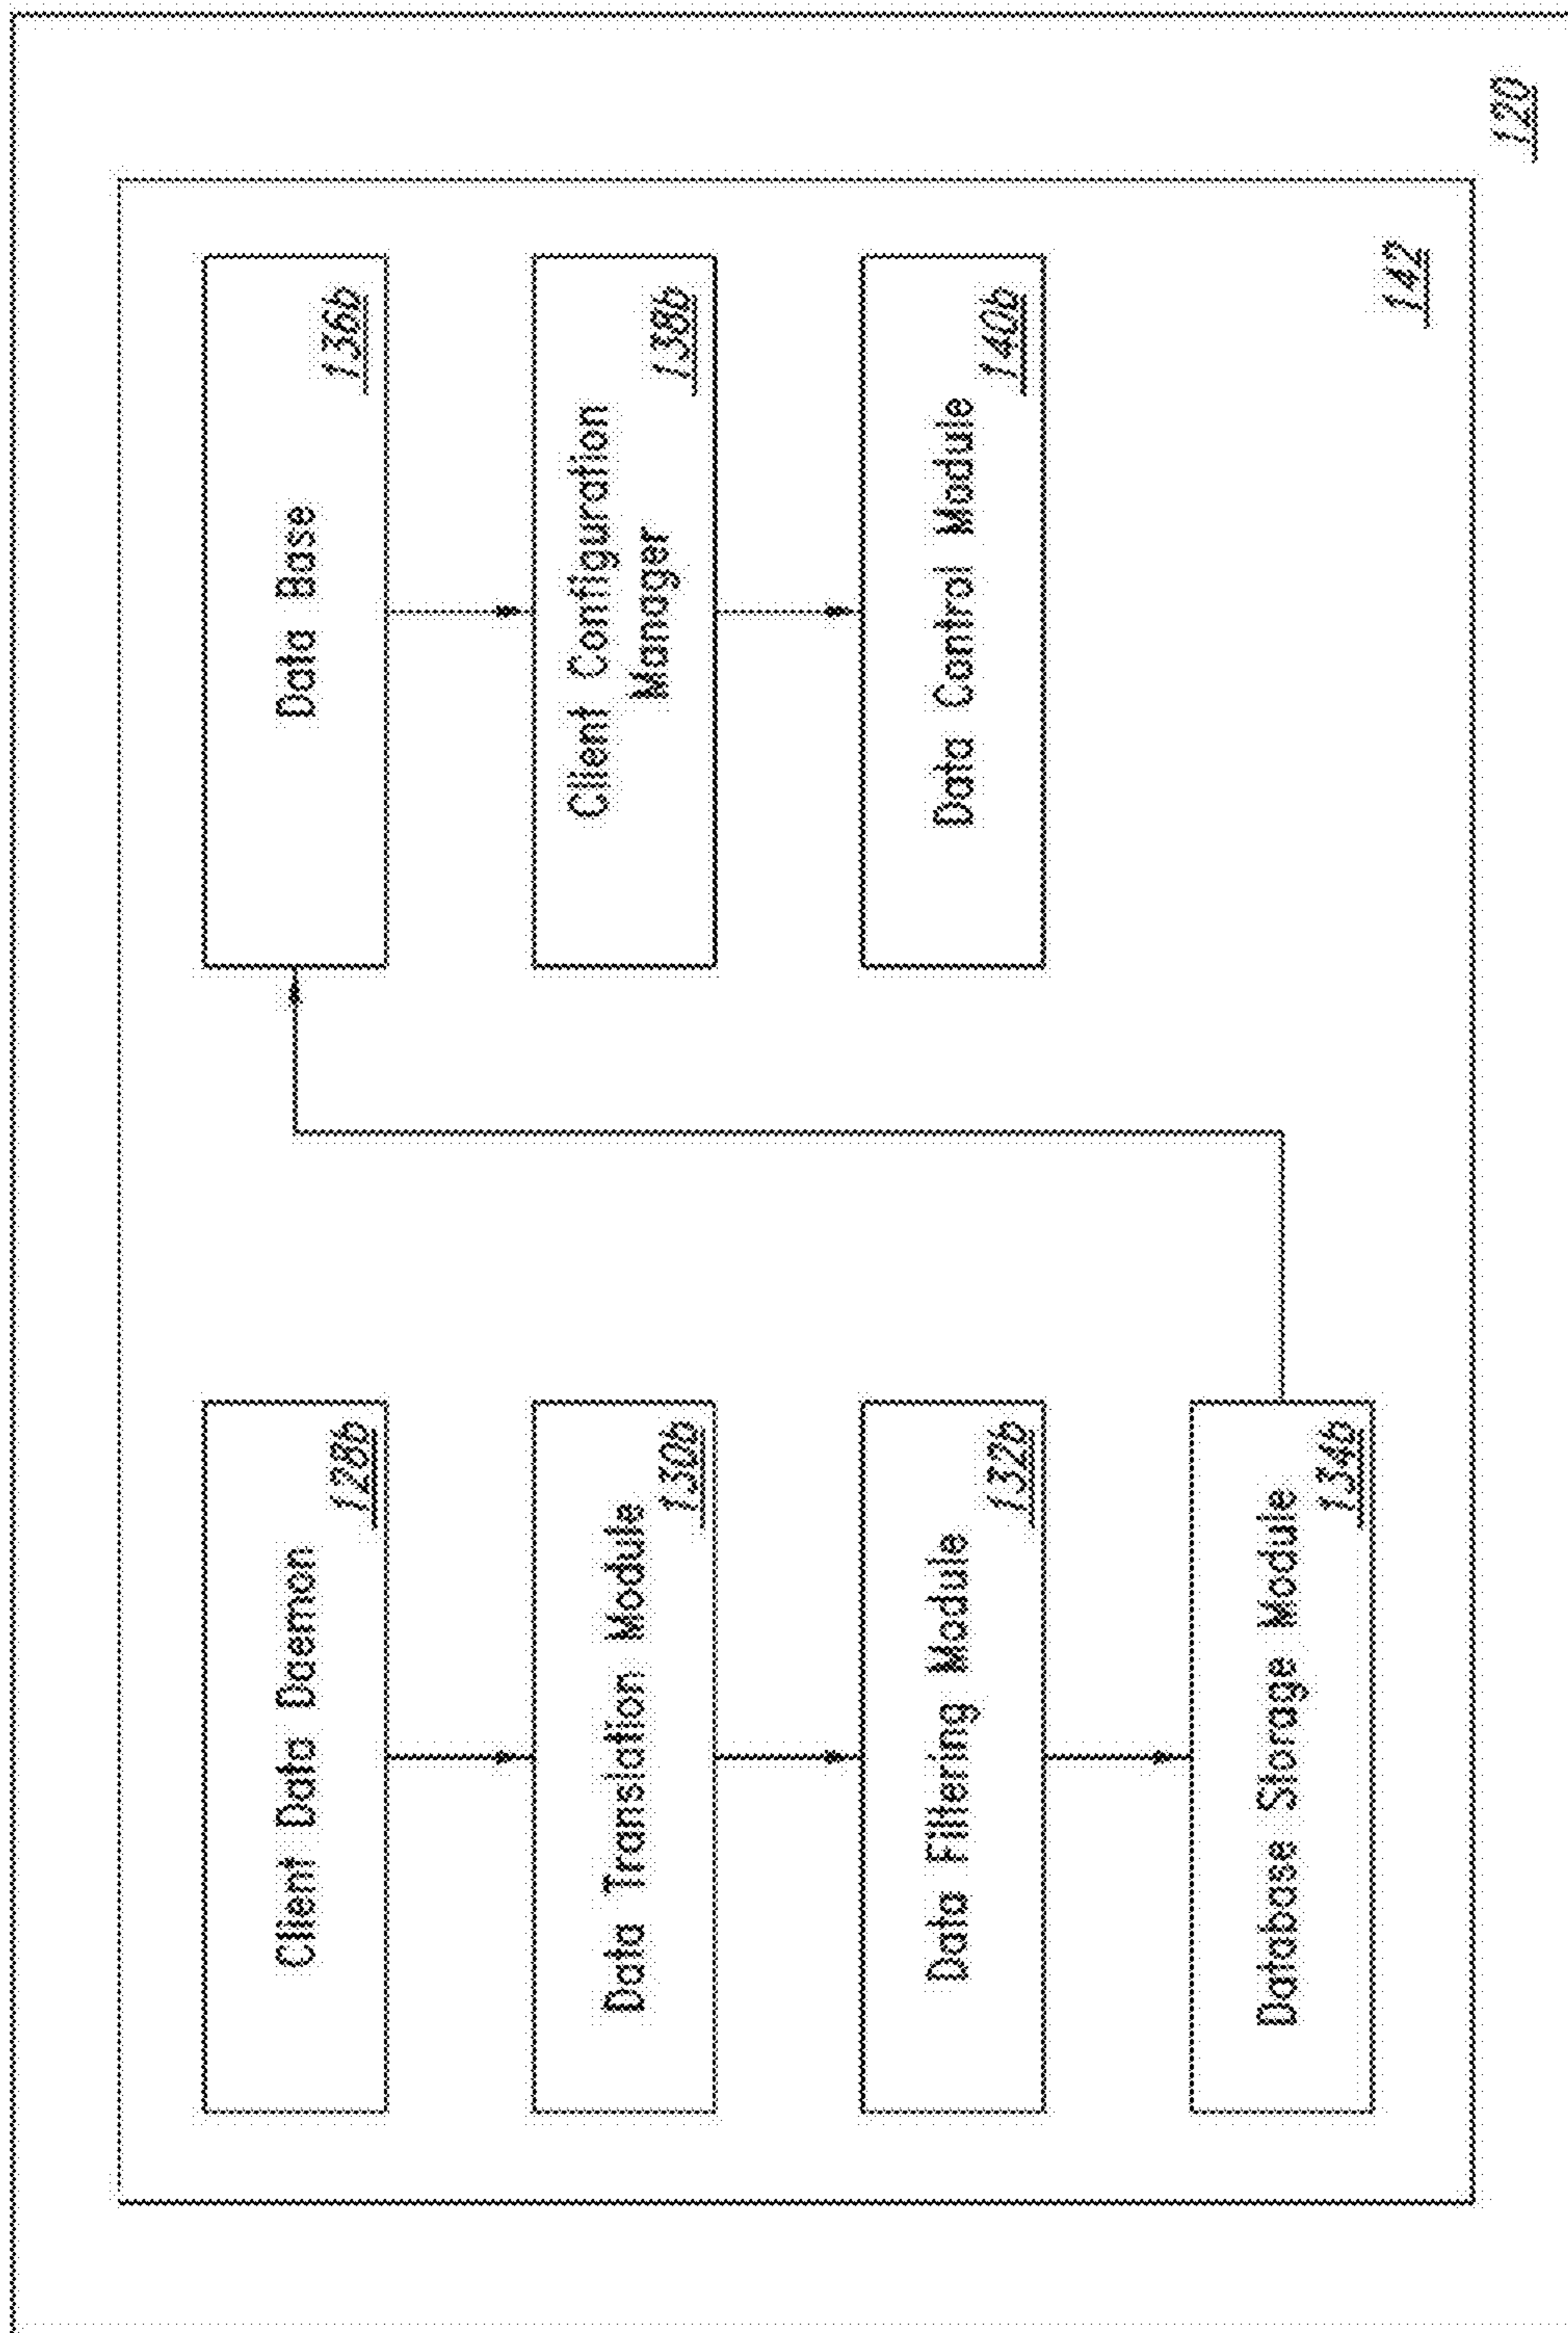 Client Data Daemon
128b
Data Translation Module
130b
Data Filtering Module
132b
Database Storage Module
134b
Data Base
136b
Client Configuration
Manager
138b
Data Control Module
140b
142
120